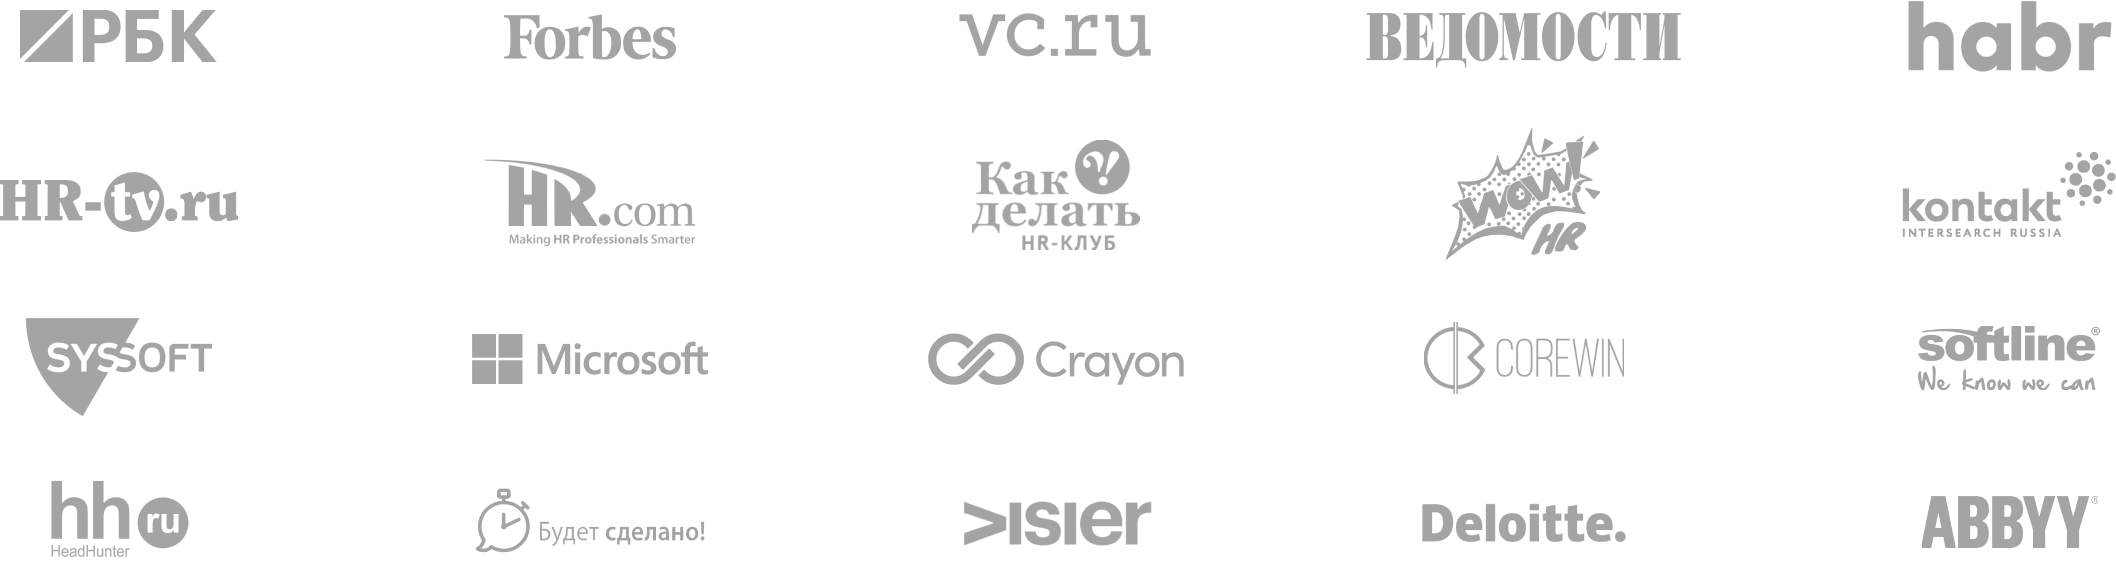 РБК
Forbes
vc.ru
ВЕДОМОСТИ
habr
HR-tv.ru
HR.com
Making HR Professionals Smarter
Как
делать
HR-КЛУБ
WOW!
HR
kontakt
INTERSEARCH RUSSIA
SYSSOFT
Microsoft
Crayon
COREWIN
softline®
We know we can
hh ru
HeadHunter
Будет сделано!
visier
Deloitte.
ABBYY®